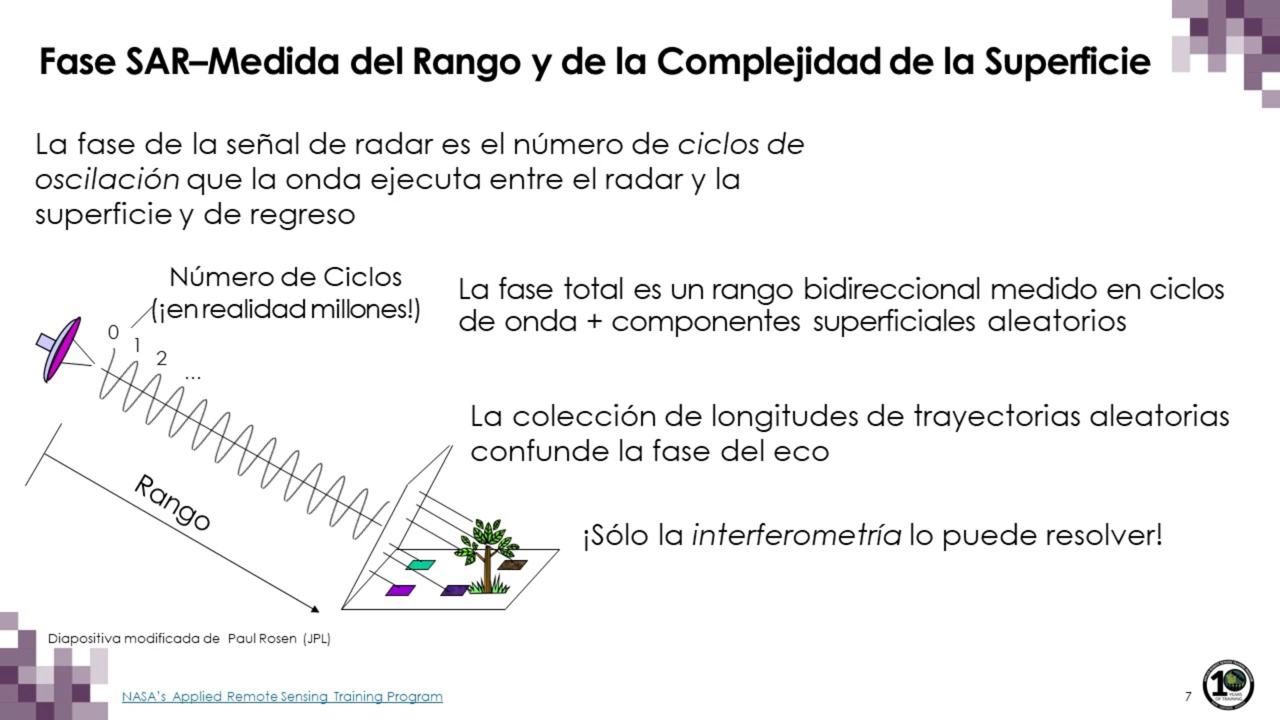 Fase SAR–Medida del Rango y de la Complejidad de la Superficie
La fase de la señal de radar es el número de ciclos de
oscilación que la onda ejecuta entre el radar y la
superficie y de regreso
Número de Ciclos
(¡en realidad millones!)
0
1
2
...
La fase total es un rango bidireccional medido en ciclos
de onda + componentes superficiales aleatorios
La colección de longitudes de trayectorias aleatorias
confunde la fase del eco
Rango
¡Sólo la interferometría lo puede resolver!
Diapositiva modificada de Paul Rosen (JPL)
NASA's Applied Remote Sensing Training Program
7
10
YEARS
OF TRAINING